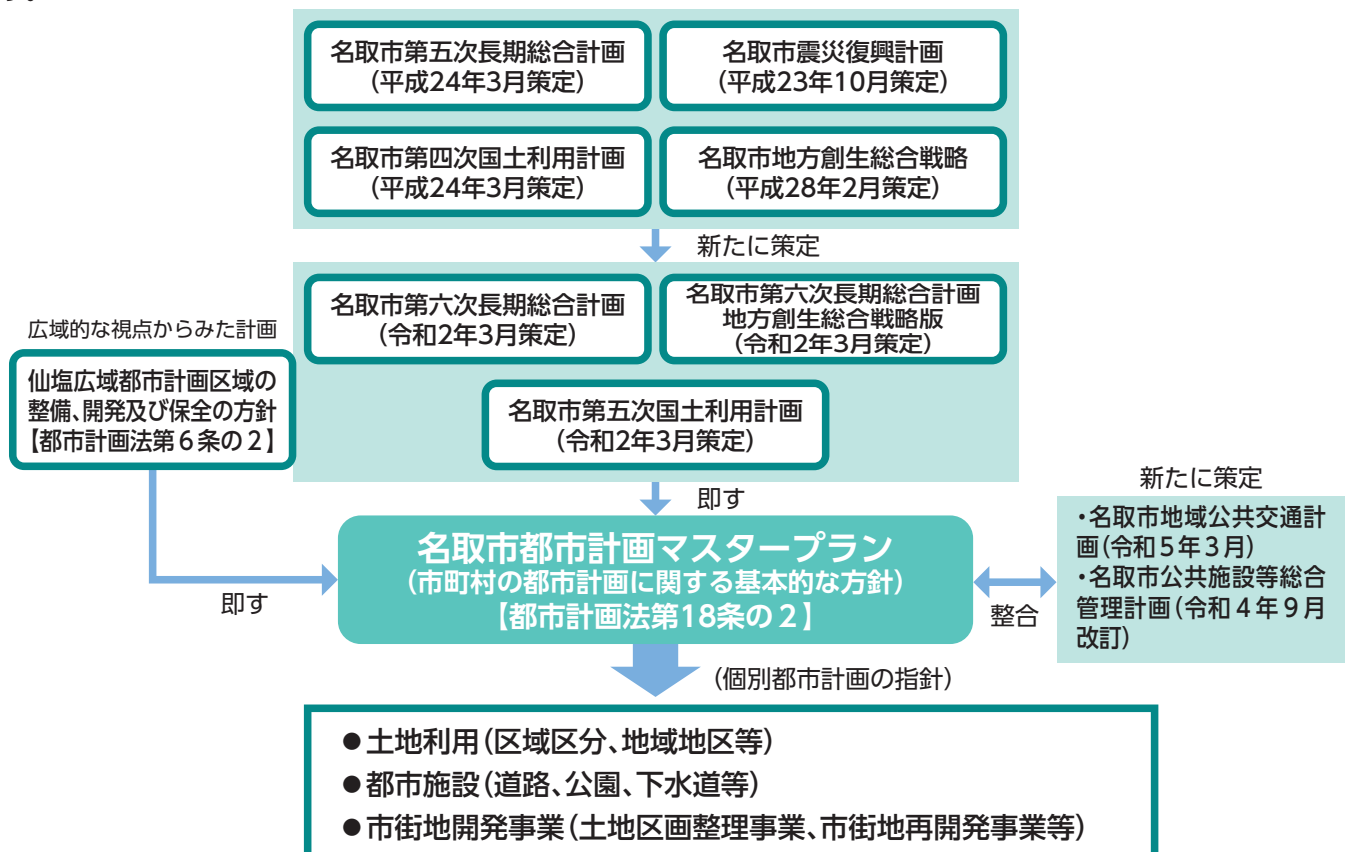 名取市第五次長期総合計画
(平成24年3月策定)
名取市震災復興計画
(平成23年10月策定)
名取市第四次国土利用計画
(平成24年3月策定)
名取市地方創生総合戦略
(平成28年2月策定)
新たに策定
名取市第六次長期総合計画
(令和2年3月策定)
名取市第六次長期総合計画
地方創生総合戦略版
(令和2年3月策定)
名取市第五次国土利用計画
(令和2年3月策定)
広域的な視点からみた計画
仙塩広域都市計画区域の
整備、開発及び保全の方針
【都市計画法第6条の2】
即す
即す
名取市都市計画マスタープラン
(市町村の都市計画に関する基本的な方針)
【都市計画法第18条の2】
整合
新たに策定
・名取市地域公共交通計
画(令和5年3月)
・名取市公共施設等総合
管理計画(令和4年9月
改訂)
(個別都市計画の指針)
●土地利用(区域区分、地域地区等)
●都市施設(道路、公園、下水道等)
●市街地開発事業(土地区画整理事業、市街地再開発事業等)